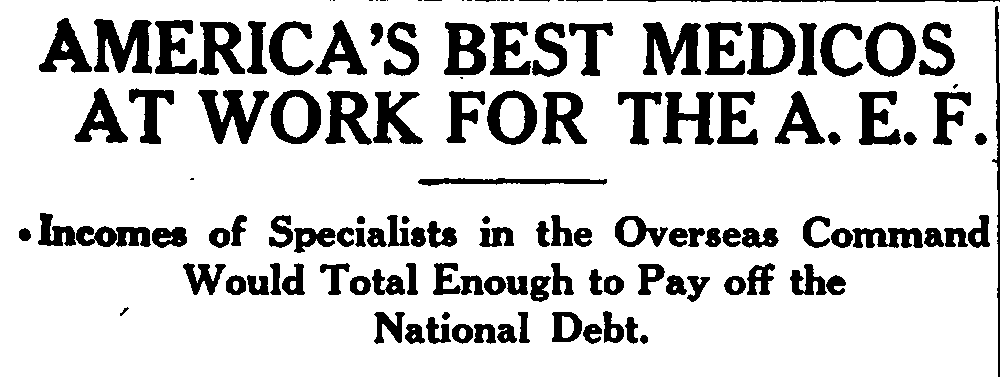 AMERICA'S BEST MEDICOS
AT WORK FOR THE A. E. F.
Incomes of Specialists in the Overseas Command
Would Total Enough to Pay off the
National Debt.